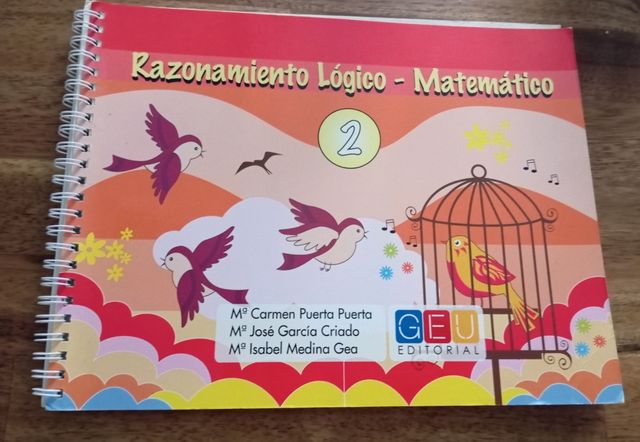 Razonamiento Lógico - Matemático
2
Mª Carmen Puerta Puerta
Mª José García Criado
Mª Isabel Medina Gea
GEU
EDITORIAL